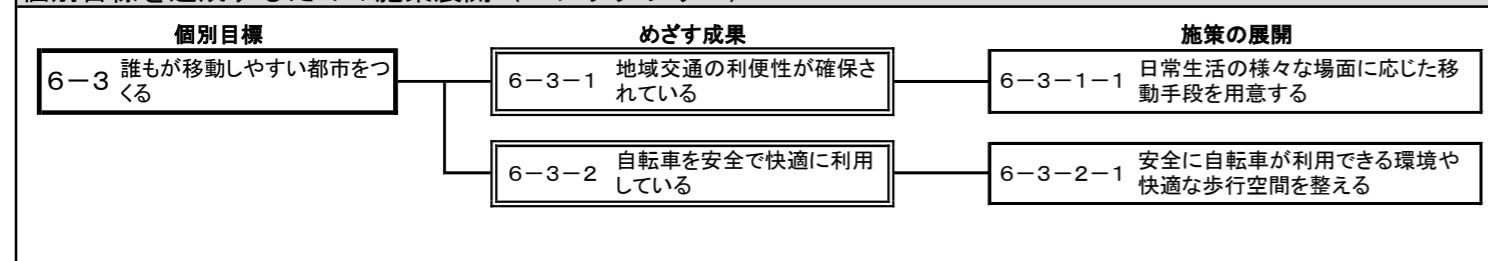 個別目標
めざす成果
施策の展開
6-3 誰もが移動しやすい都市をつ
くる
6-3-1 地域交通の利便性が確保さ
れている
6-3-1-1 日常生活の様々な場面に応じた移
動手段を用意する
6-3-2 自転車を安全で快適に利用
している
6-3-2-1 安全に自転車が利用できる環境や
快適な歩行空間を整える